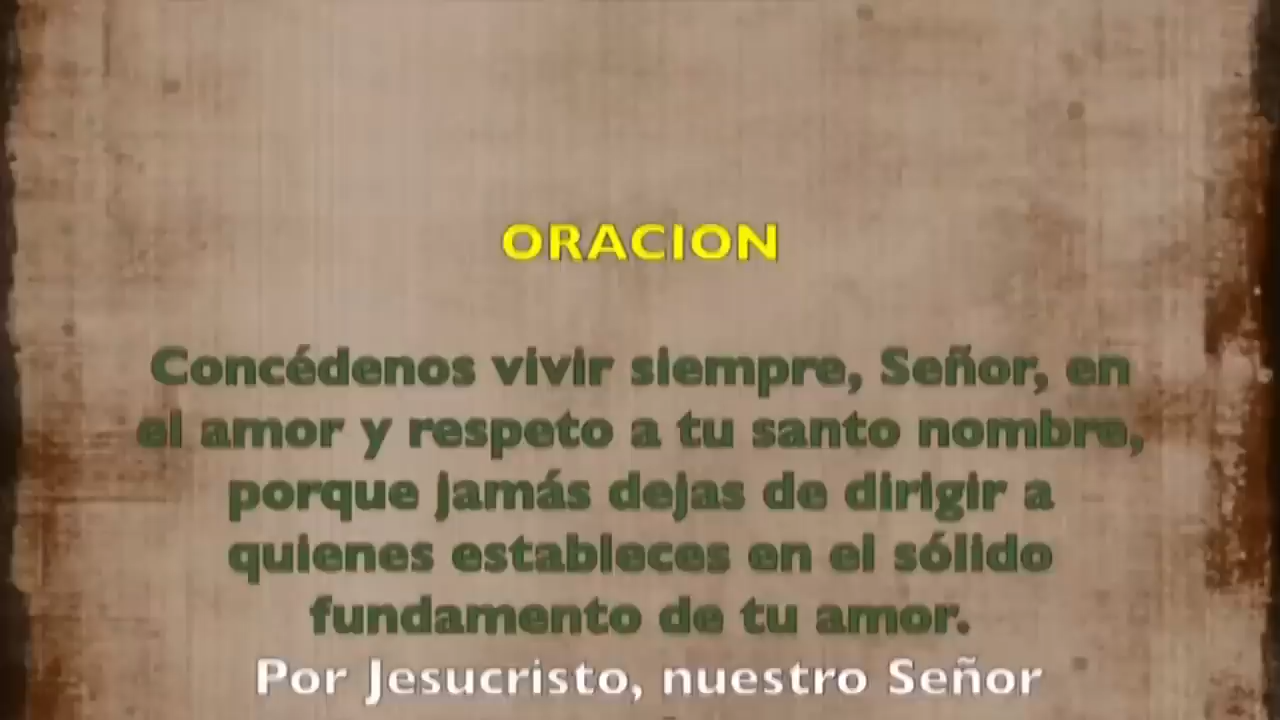 ORACION
Concédenos vivir siempre, Señor, en
el amor y respeto a tu santo nombre,
porque jamás dejas de dirigir a
quienes estableces en el sólido
fundamento de tu amor.
Por Jesucristo, nuestro Señor